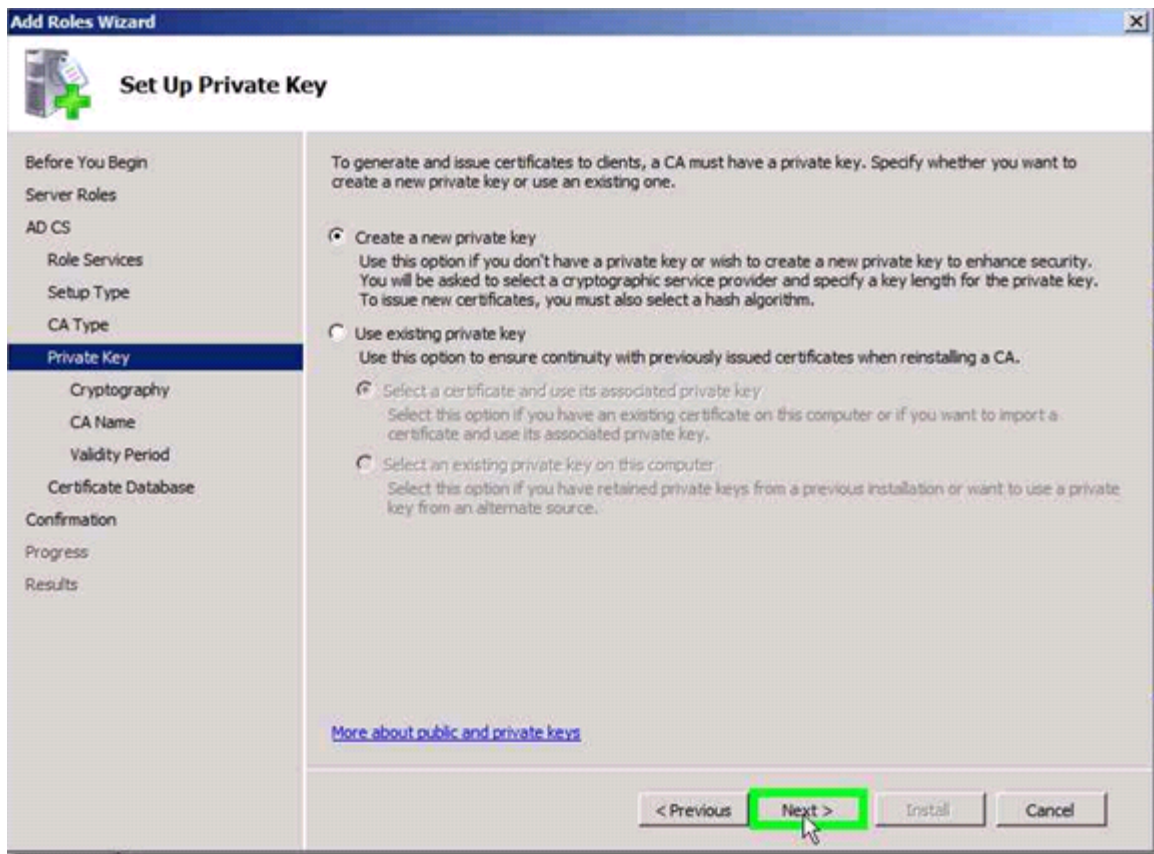 Add Roles Wizard
Set Up Private Key
Before You Begin
Server Roles
AD CS
Role Services
Setup Type
CA Type
Private Key
Cryptography
CA Name
Validity Period
Certificate Database
Confirmation
Progress
Results
To generate and issue certificates to clients, a CA must have a private key. Specify whether you want to
create a new private key or use an existing one.
Create a new private key
Use this option if you don't have a private key or wish to create a new private key to enhance security.
You will be asked to select a cryptographic service provider and specify a key length for the private key.
To issue new certificates, you must also select a hash algorithm.
Use existing private key
Use this option to ensure continuity with previously issued certificates when reinstalling a CA.
Select a certificate and use its associated private key
Select this option if you have an existing certificate on this computer or if you want to import a
certificate and use its associated private key.
Select an existing private key on this computer
Select this option if you have retained private keys from a previous installation or want to use a private
key from an alternate source.
More about public and private keys
< Previous
Next >
Install
Cancel